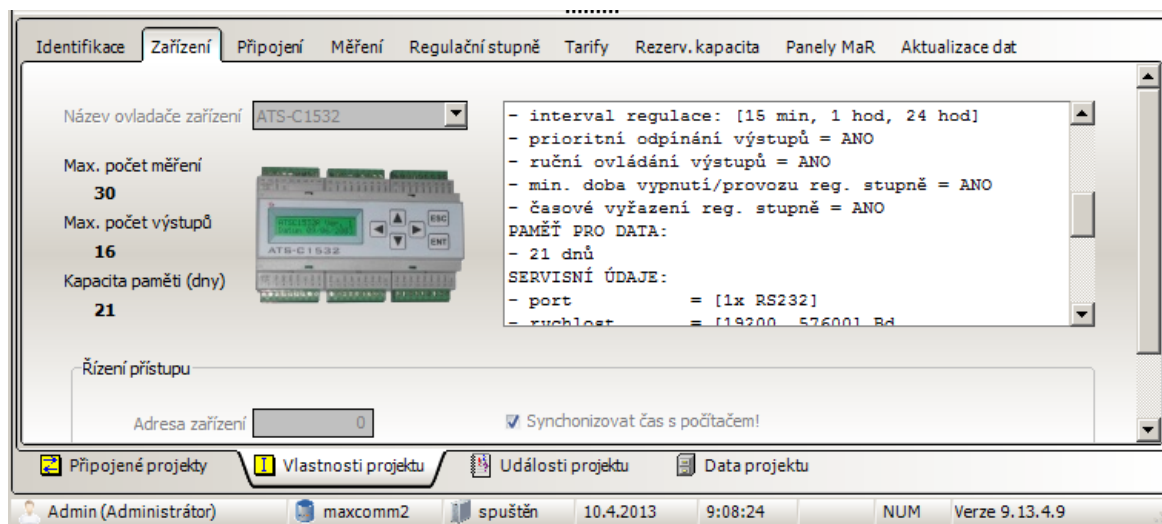 Identifikace Zařízení Připojení Měření Regulační stupně Tarify Rezerv. kapacita Panely MaR Aktualizace dat
Název ovladače zařízení ATS-C1532
Max. počet měření
30
Max. počet výstupů
16
Kapacita paměti (dny)
21
ESC
ENT
ATS-C1532
- interval regulace: [15 min, 1 hod, 24 hod]
- prioritní odpínání výstupů = ANO
- ruční ovládání výstupů = ANO
- min. doba vypnutí/provozu reg. stupně = ANO
- časové vyřazení reg. stupně = ANO
PAMĚŤ PRO DATA:
- 21 dnů
SERVISNÍ ÚDAJE:
- port = [1x RS232]
- rychlost = [19200, 57600] Bd
Řízení přístupu
Adresa zařízení 0
Synchronizovat čas s počítačem!
Připojené projekty Vlastnosti projektu Události projektu Data projektu
Admin (Administrátor) maxcomm2 spuštěn 10.4.2013 9:08:24 NUM Verze 9.13.4.9